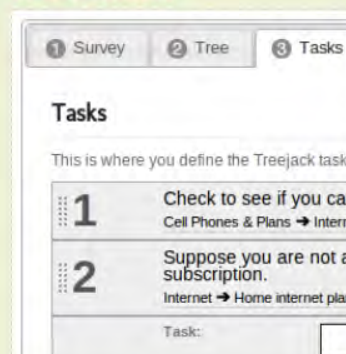 1 Survey 2 Tree 3 Tasks
Tasks
This is where you define the Treejack task
1 Check to see if you ca
Cell Phones & Plans ➔ Inter
2 Suppose you are not a
subscription.
Internet ➔ Home internet pla
Task: